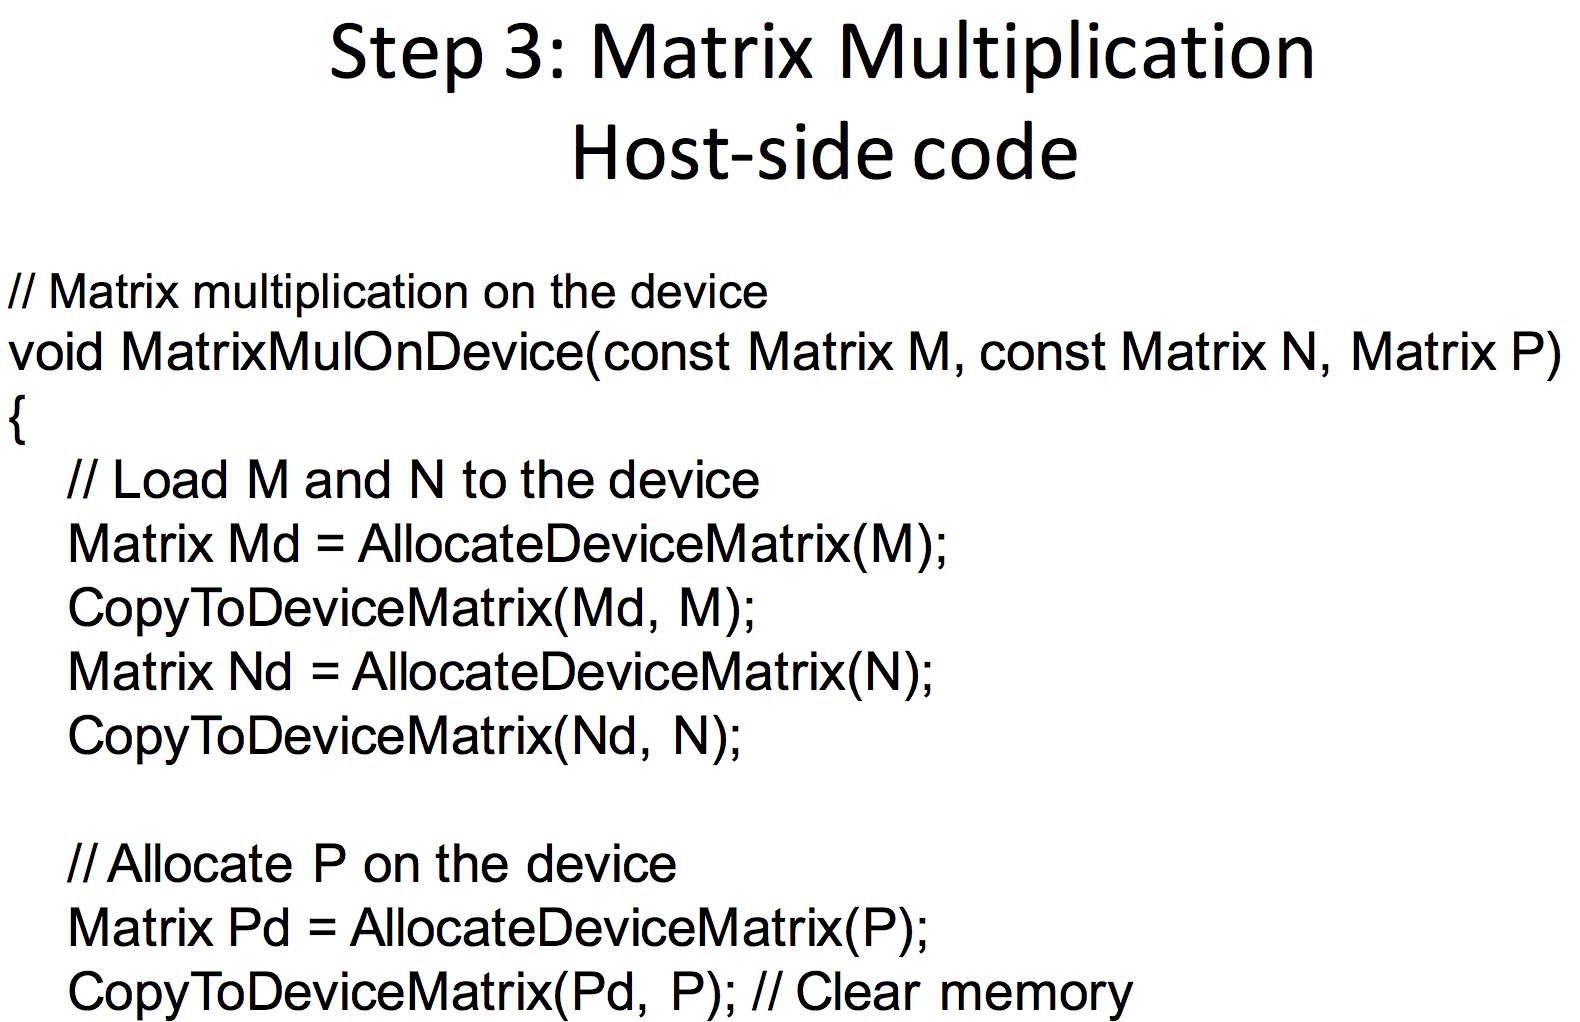 Step 3: Matrix Multiplication
Host-side code
// Matrix multiplication on the device
void MatrixMulOnDevice(const Matrix M, const Matrix N, Matrix P)
{
// Load M and N to the device
Matrix Md = AllocateDeviceMatrix(M);
CopyToDeviceMatrix(Md, M);
Matrix Nd = AllocateDeviceMatrix(N);
CopyToDeviceMatrix(Nd, N);
// Allocate P on the device
Matrix Pd = AllocateDeviceMatrix(P);
CopyToDeviceMatrix(Pd, P); // Clear memory